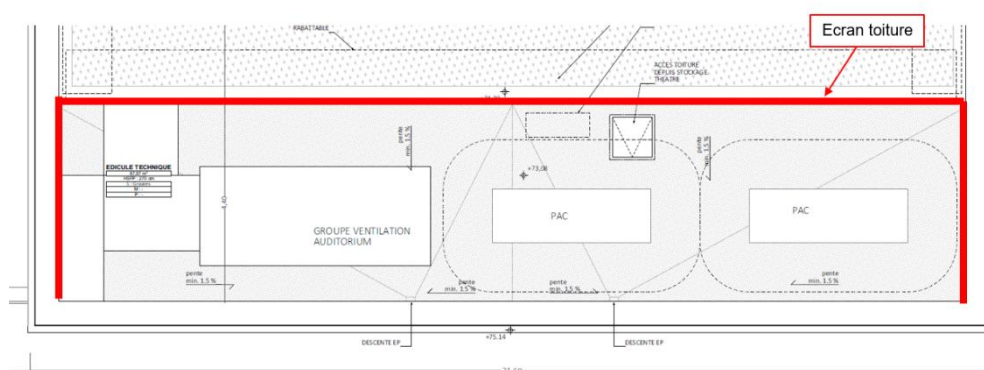 Ecran toiture
RABATTABLE
ACCES TOITURE
DEPUIS STOCKAGE
THEATRE
pente
min. 1.5 %
pente
min. 1.5 %
EDICULE TECHNIQUE
+73,08
4,40
PAC
PAC
GROUPE VENTILATION
AUDITORIUM
pente
min. 1.5 %
pente
min. 1.5 %
pente
min. 1.5 %
pente
min. 1.5 %
DESCENTE EP
+75.14
DESCENTE EP